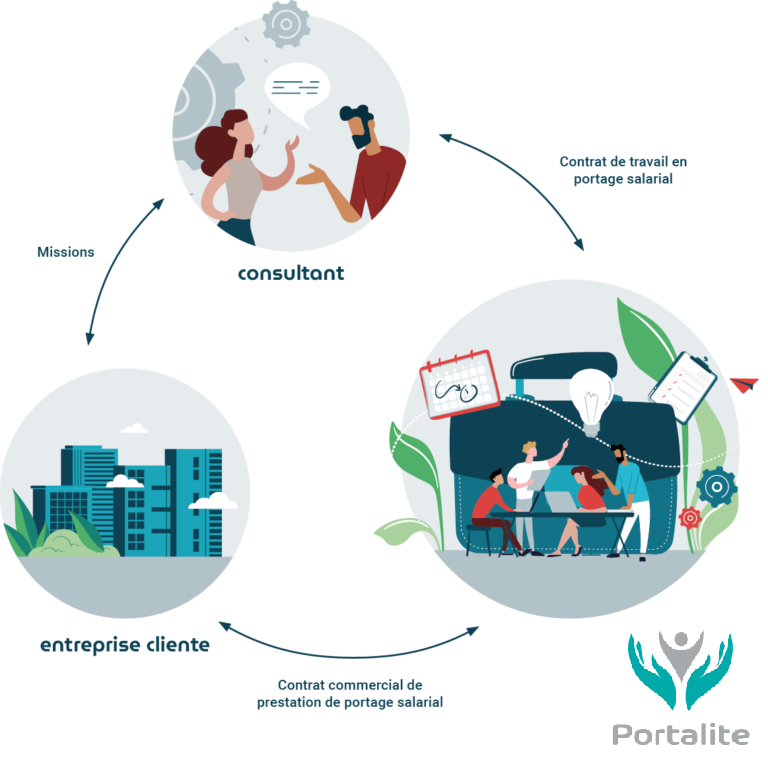 Contrat de travail en
portage salarial
Missions
consultant
entreprise cliente
Contrat commercial de
prestation de portage salarial
Portalite